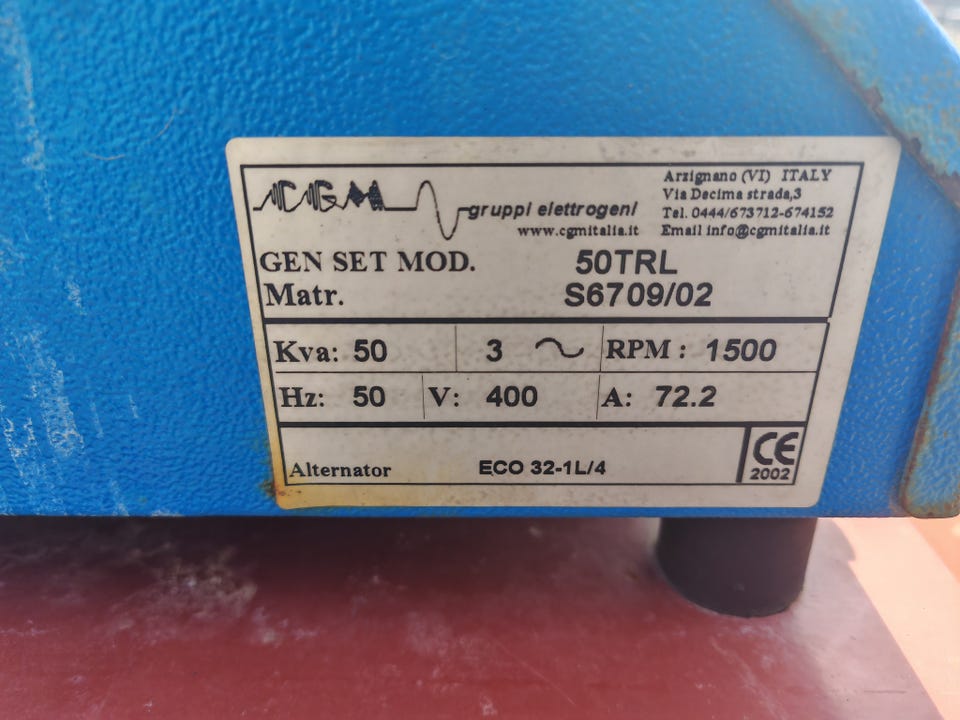 CGM gruppi elettrogeni
www.cgmitalia.it
Arzignano (VI) ITALY
Via Decima strada,3
Tel. 0444/673712-674152
Email info@cgmitalia.it
GEN SET MOD. 50TRL
Matr. S6709/02
Kva: 50 3 RPM : 1500
Hz: 50 V: 400 A: 72.2
Alternator ECO 32-1L/4
CE
2002